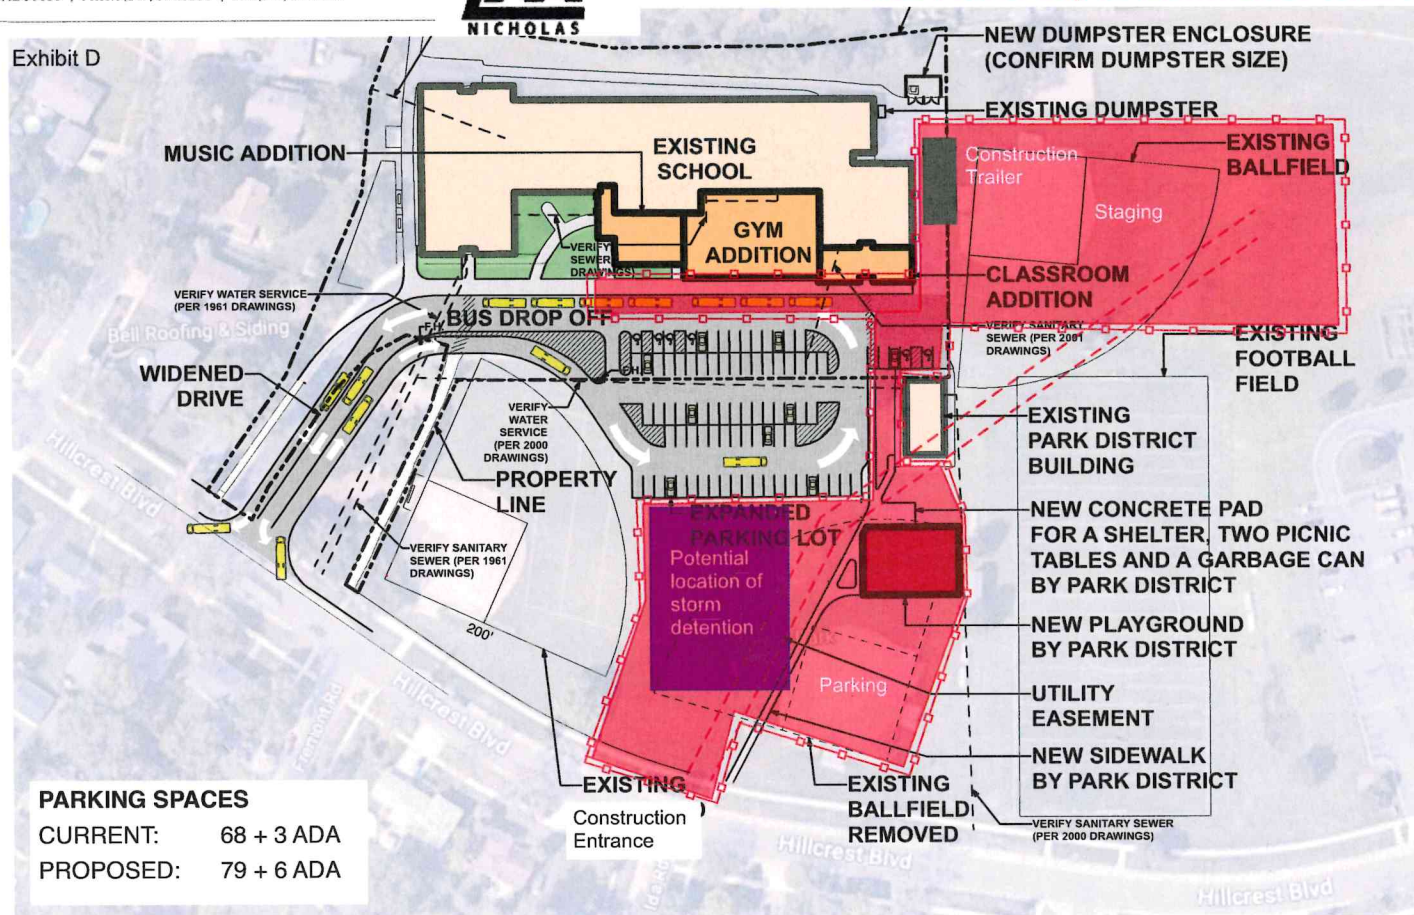 NICHOLAS
Exhibit D
NEW DUMPSTER ENCLOSURE
(CONFIRM DUMPSTER SIZE)
EXISTING DUMPSTER
MUSIC ADDITION
EXISTING
SCHOOL
Construction
Trailer
EXISTING
BALLFIELD
Staging
GYM
ADDITION
VERIFY
SEWER
DRAWINGS)
CLASSROOM
ADDITION
VERIFY WATER SERVICE
(PER 1961 DRAWINGS)
BUS DROP OFF
Bell Roofing & Siding
VERIFY SANITARY
SEWER (PER 2001
DRAWINGS)
EXISTING
FOOTBALL
FIELD
WIDENED
DRIVE
VERIFY
WATER
SERVICE
(PER 2000
DRAWINGS)
EXISTING
PARK DISTRICT
BUILDING
PROPERTY
LINE
Hillcrest Blvd
EXPANDED
PARKING LOT
NEW CONCRETE PAD
FOR A SHELTER, TWO PICNIC
TABLES AND A GARBAGE CAN
BY PARK DISTRICT
VERIFY SANITARY
SEWER (PER 1961
DRAWINGS)
Potential
location of
storm
detention
200'
NEW PLAYGROUND
BY PARK DISTRICT
Parking
UTILITY
EASEMENT
Hillcrest Blvd
Tremont Rd
NEW SIDEWALK
BY PARK DISTRICT
EXISTING
Construction
Entrance
EXISTING
BALLFIELD
REMOVED
VERIFY SANITARY SEWER
(PER 2000 DRAWINGS)
PARKING SPACES
CURRENT: 68 + 3 ADA
PROPOSED: 79 + 6 ADA
Hillcrest Blvd
Hillcrest Blvd